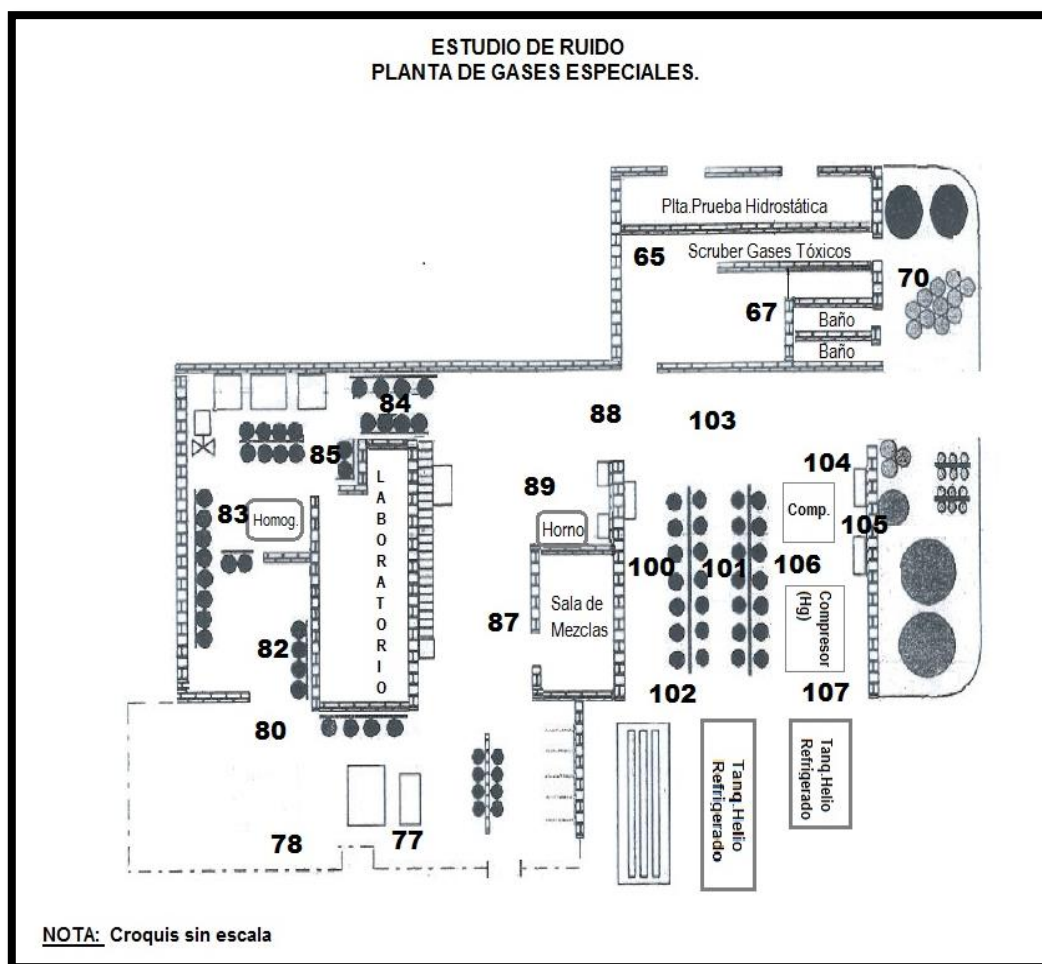 ESTUDIO DE RUIDO
PLANTA DE GASES ESPECIALES.
Plta.Prueba Hidrostática
65
Scruber Gases Tóxicos
70
67
Baño
Baño
84
88
103
85
104
89
83
Homog.
Horno
Comp.
105
LABORATORIO
100
101
106
87
Sala de
Mezclas
Compresor
(Hg)
82
102
107
80
Tanq.Helio
Refrigerado
Tanq.Helio
Refrigerado
78
77
NOTA: Croquis sin escala